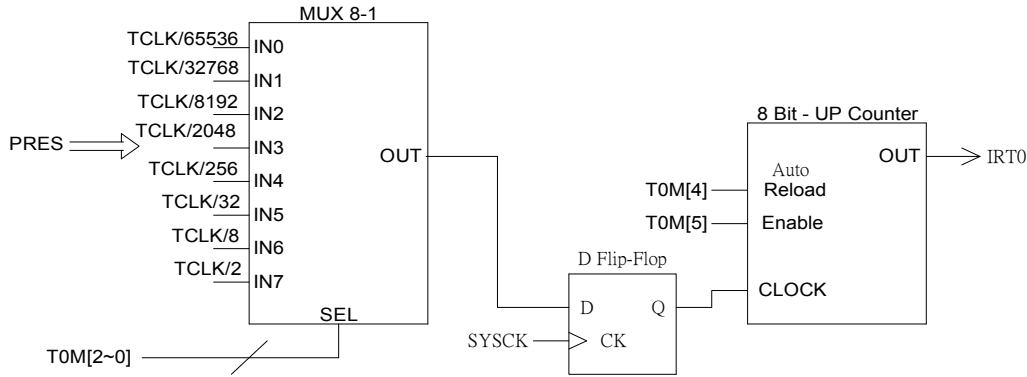 MUX 8-1
TCLK/65536
IN0
TCLK/32768
IN1
TCLK/8192
IN2
PRES
TCLK/2048
IN3
TCLK/256
IN4
TCLK/32
IN5
TCLK/8
IN6
TCLK/2
IN7
OUT
SEL
T0M[2~0]
D Flip-Flop
D
Q
SYSCK
CK
8 Bit - UP Counter
OUT
IRT0
Auto
T0M[4]
Reload
T0M[5]
Enable
CLOCK